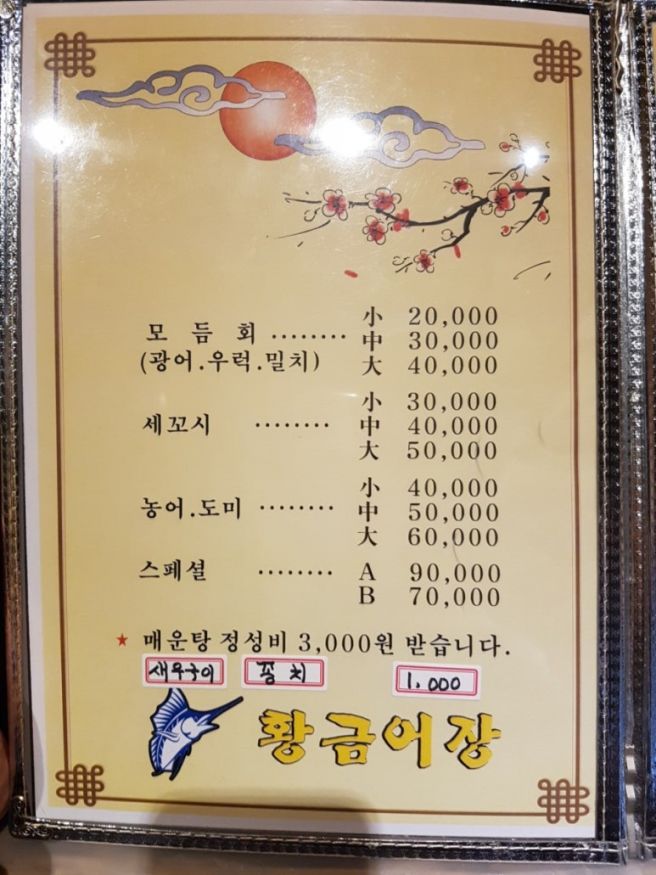 小 20,000
모 듬 회 ········ 中 30,000
(광어.우럭.밀치) 大 40,000
小 30,000
세꼬시 ········ 中 40,000
大 50,000
小 40,000
농어.도미 ········ 中 50,000
大 60,000
스페셜 ········ A 90,000
B 70,000
★ 매운탕 정성비 3,000원 받습니다.
새우구이 꽁치 1.000
황금어장